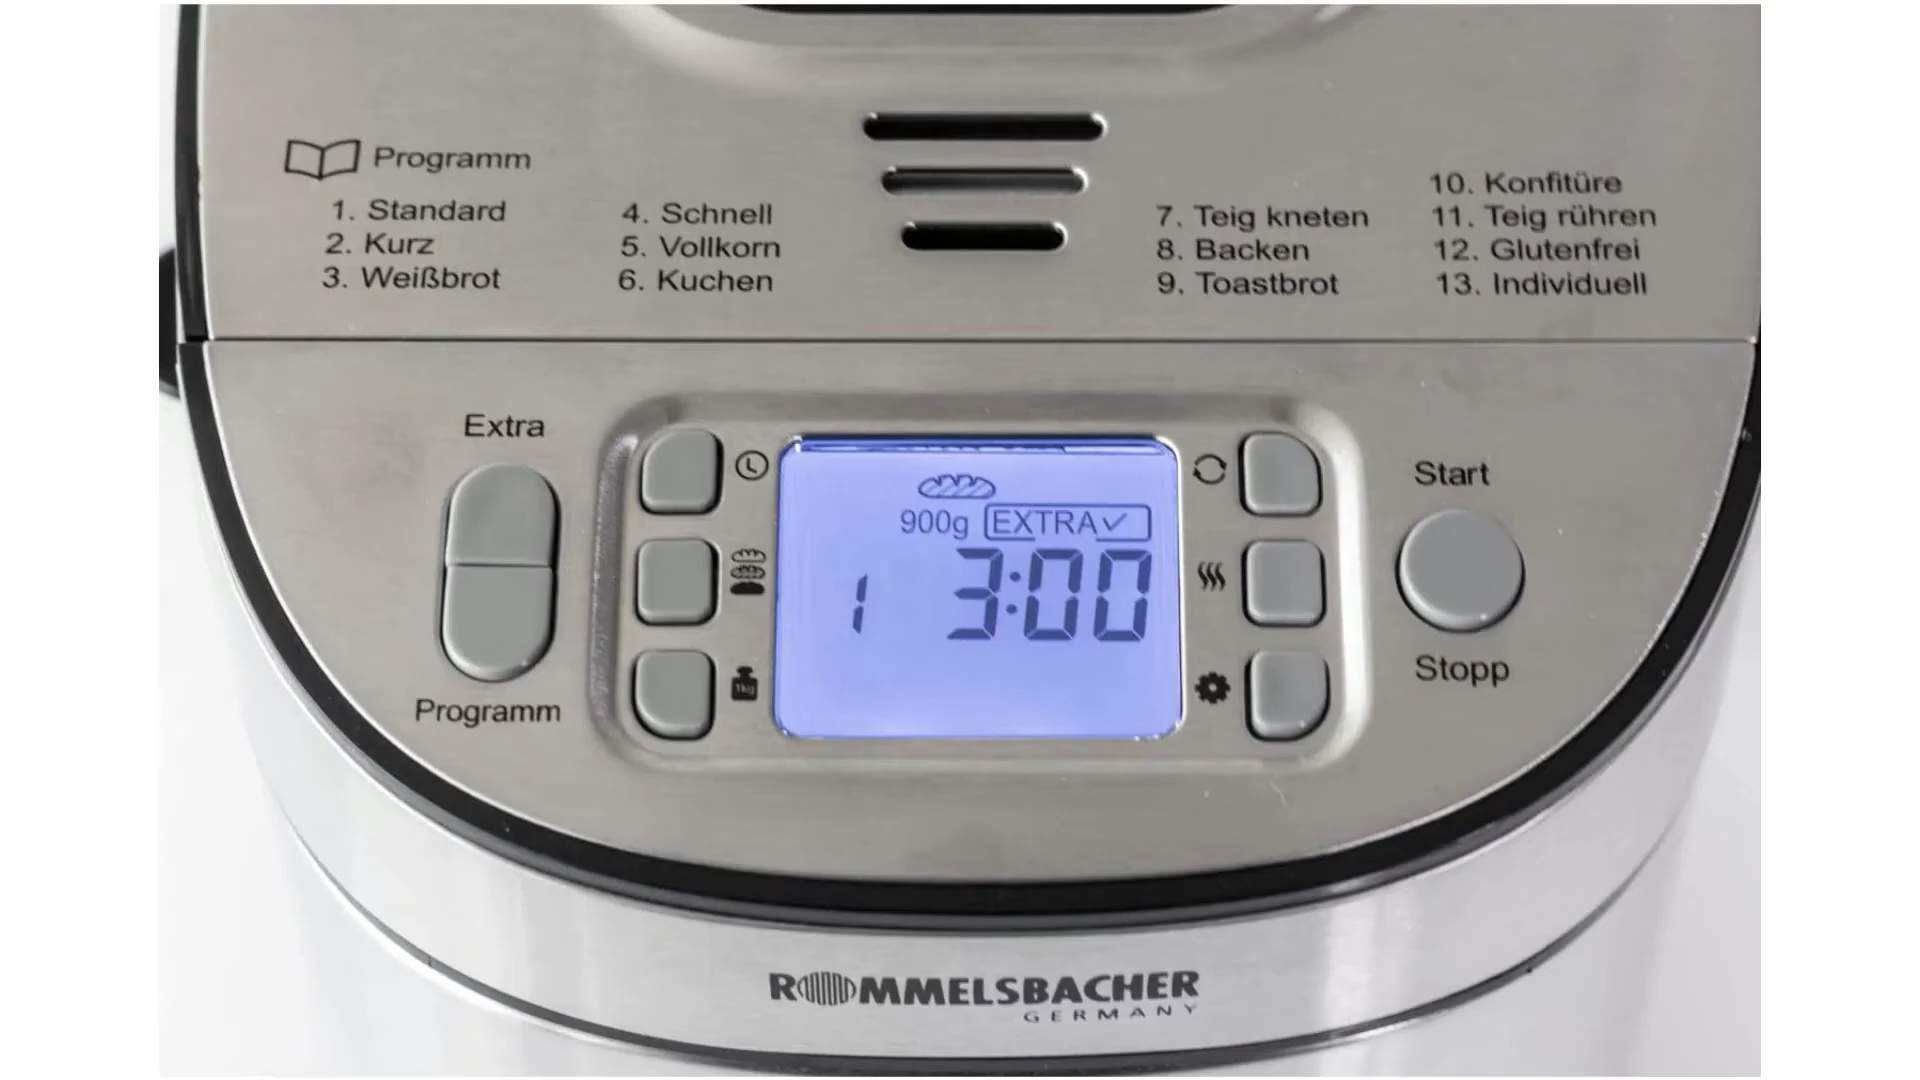 Programm
1. Standard
2. Kurz
3. Weißbrot
4. Schnell
5. Vollkorn
6. Kuchen
7. Teig kneten
8. Backen
9. Toastbrot
10. Konfitüre
11. Teig rühren
12. Glutenfrei
13. Individuell
Extra
Programm
1kg
900g EXTRA✓
1 3:00
Start
Stopp
ROMMELSBACHER
GERMANY